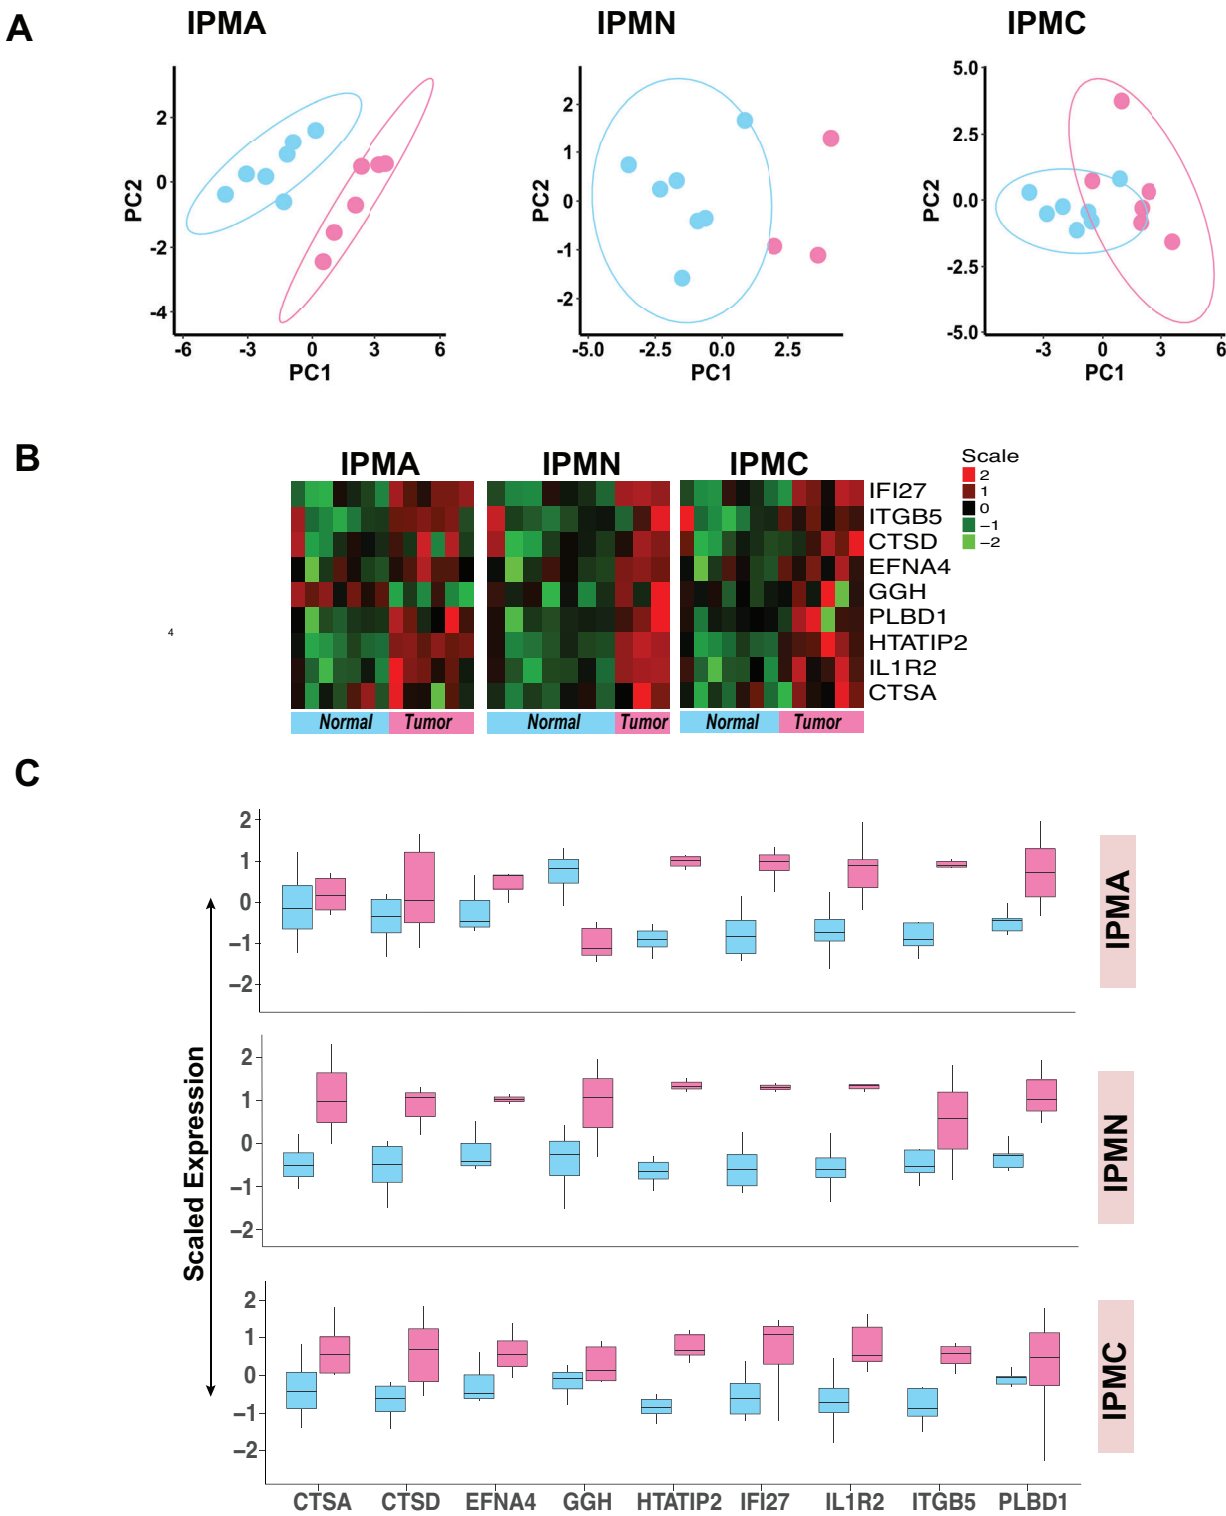 A
IPMA
IPMN
IPMC
PC2
2
0
-2
-4
-6
-3
0
3
6
PC1
PC2
2
1
0
-1
-2
-5.0
-2.5
0.0
2.5
PC1
PC2
5.0
2.5
0.0
-2.5
-5.0
-3
0
3
6
PC1
B
IPMA
IPMN
IPMC
Scale
2
1
0
−1
−2
IFI27
ITGB5
CTSD
EFNA4
GGH
PLBD1
HTATIP2
IL1R2
CTSA
4
Normal
Tumor
Normal
Tumor
Normal
Tumor
C
Scaled Expression
2
1
0
−1
−2
IPMA
2
1
0
−1
−2
IPMN
2
1
0
−1
−2
IPMC
CTSA
CTSD
EFNA4
GGH
HTATIP2
IFI27
IL1R2
ITGB5
PLBD1